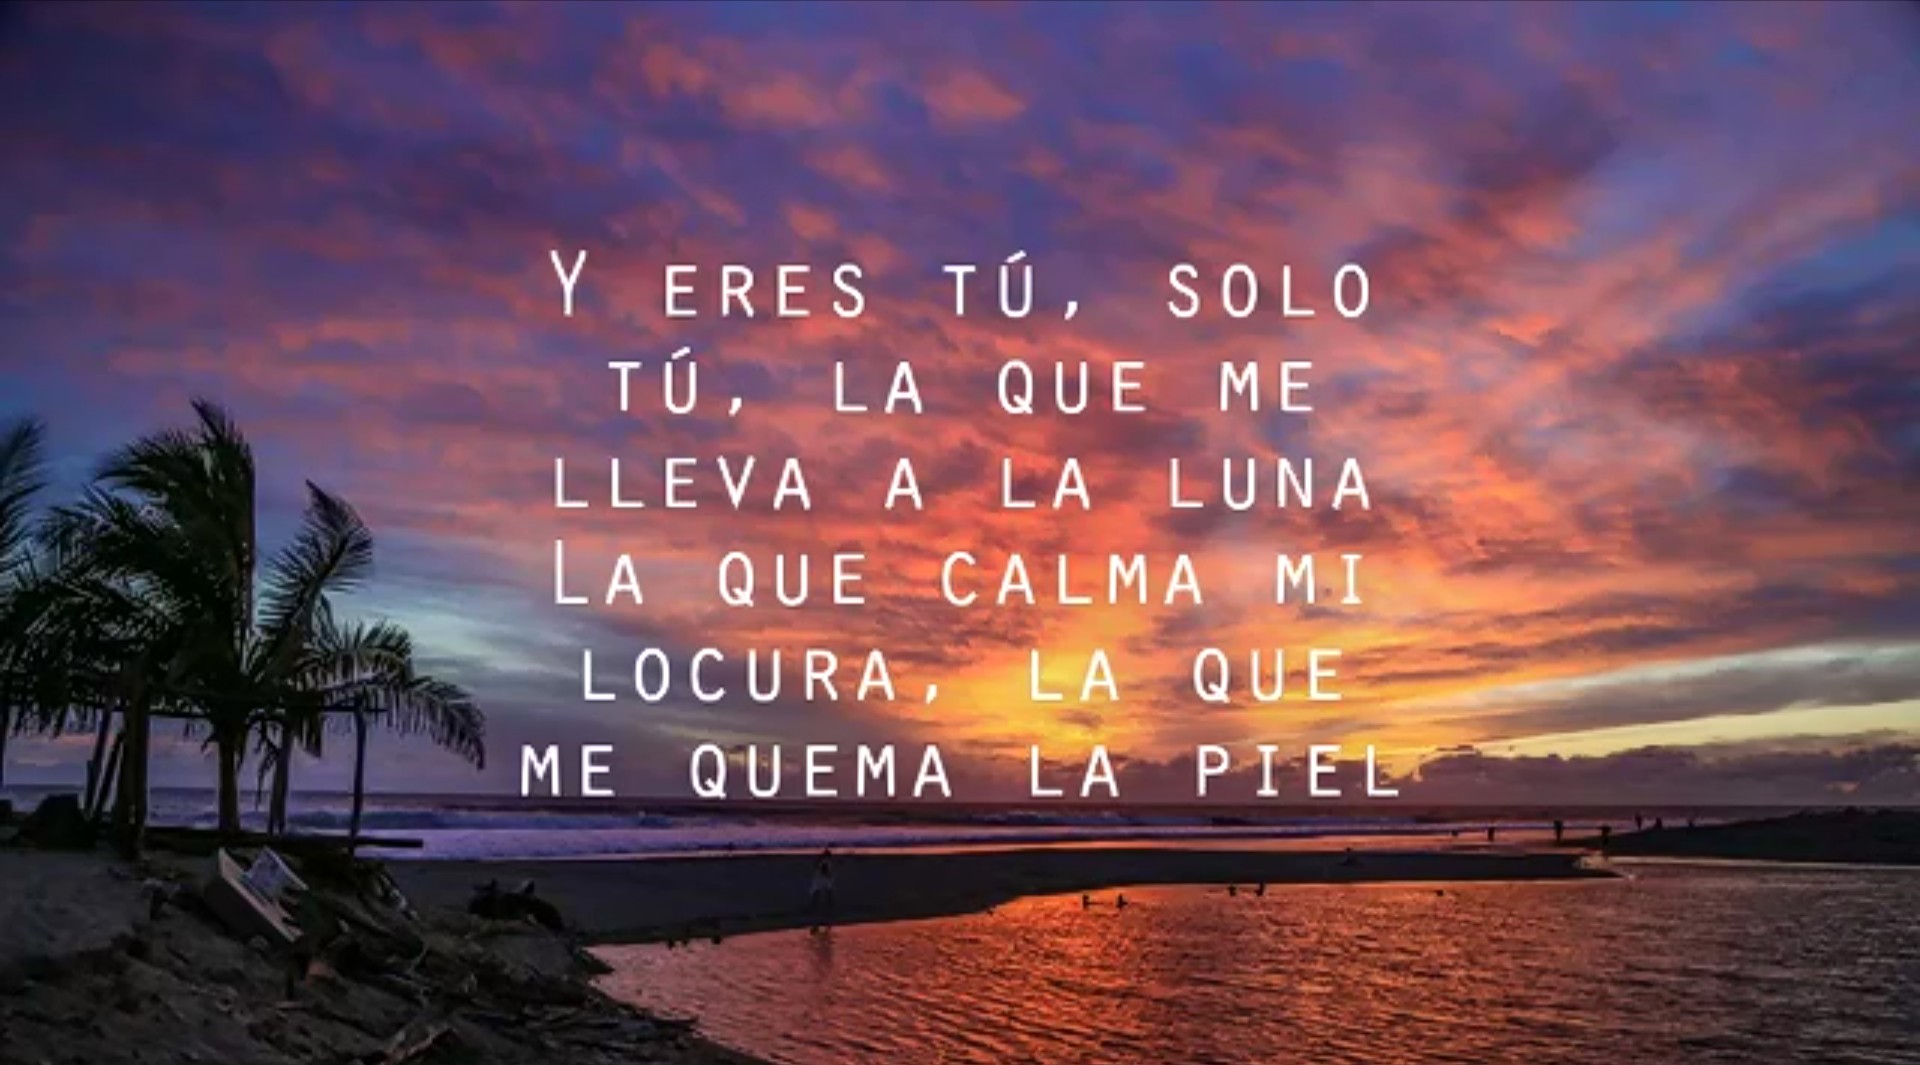 Y ERES TÚ, SOLO
TÚ, LA QUE ME
LLEVA A LA LUNA
LA QUE CALMA MI
LOCURA, LA QUE
ME QUEMA LA PIEL